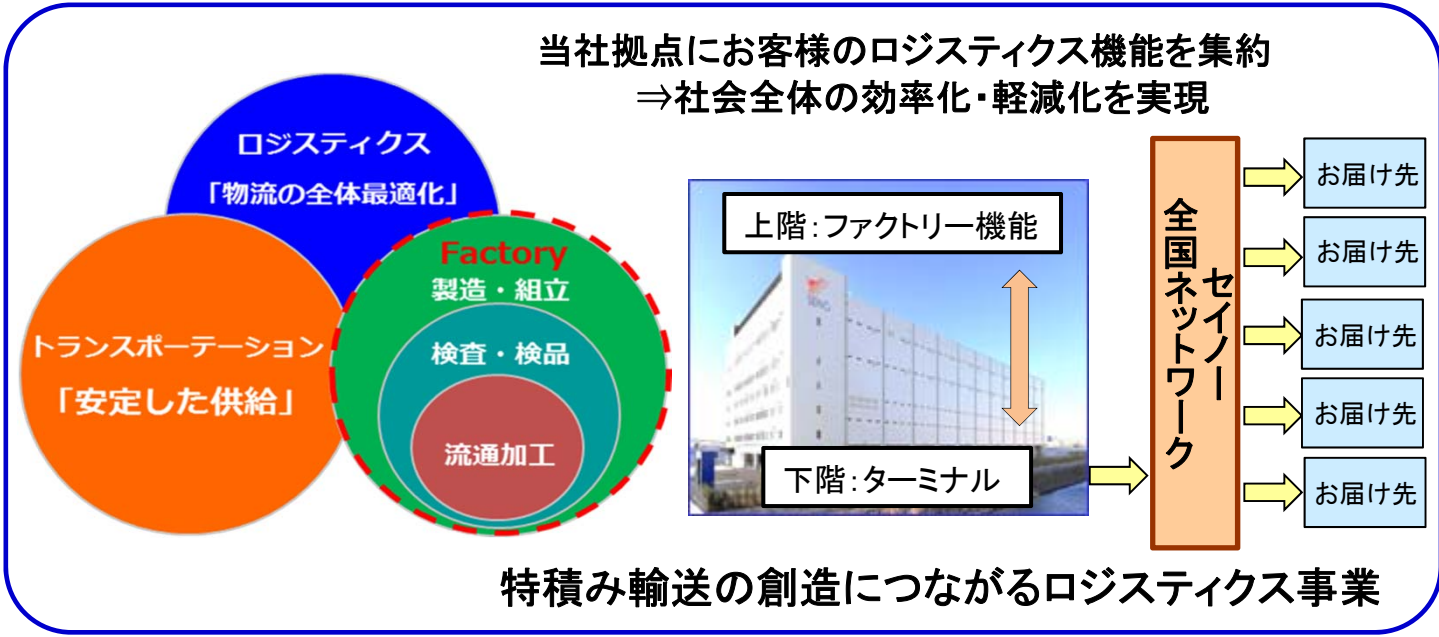 当社拠点にお客様のロジスティクス機能を集約
⇒社会全体の効率化・軽減化を実現
ロジスティクス
「物流の全体最適化」
トランスポーテーション
「安定した供給」
Factory
製造・組立
検査・検品
流通加工
上階:ファクトリー機能
SEINO
下階:ターミナル
セイノー
全国ネットワーク
お届け先
お届け先
お届け先
お届け先
お届け先
特積み輸送の創造につながるロジスティクス事業